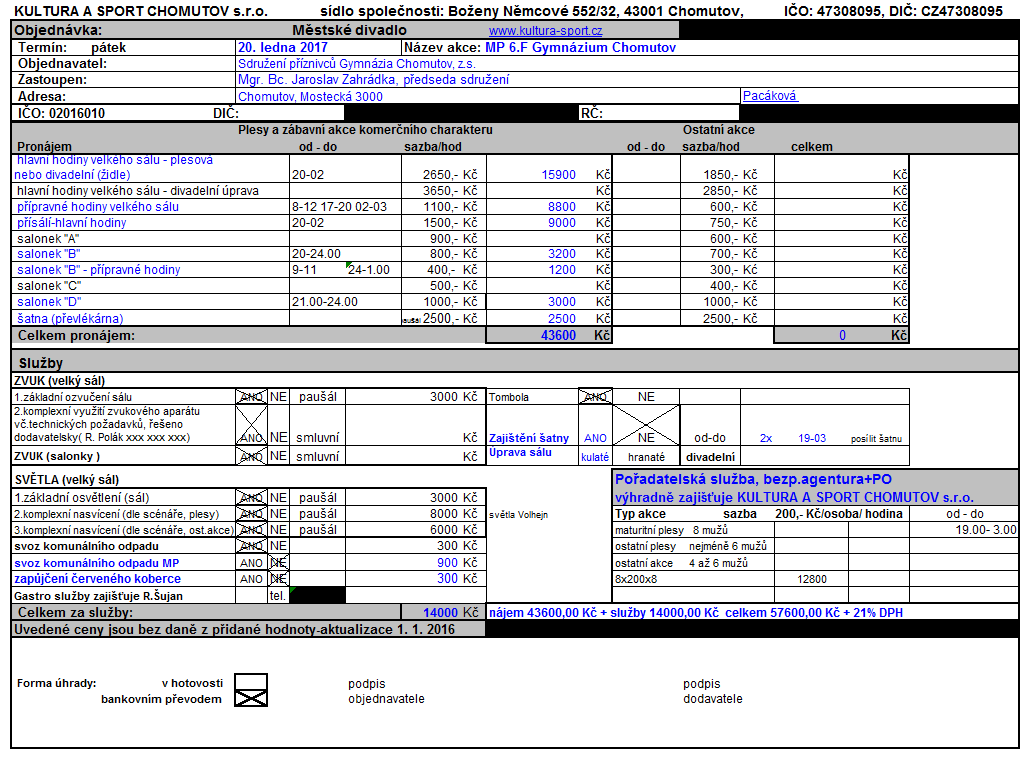 KULTURA A SPORT CHOMUTOV s.r.o. sídlo společnosti: Boženy Němcové 552/32, 43001 Chomutov, IČO: 47308095, DIČ: CZ47308095
Objednávka: Městské divadlo www.kultura-sport.cz
Termín: pátek 20. ledna 2017 Název akce: MP 6.F Gymnázium Chomutov
Objednavatel: Sdružení příznivců Gymnázia Chomutov, z.s.
Zastoupen: Mgr. Bc. Jaroslav Zahrádka, předseda sdružení
Adresa: Chomutov, Mostecká 3000 Pacáková
IČO: 02016010 DIČ: RČ:
Plesy a zábavní akce komerčního charakteru Ostatní akce
Pronájem od - do sazba/hod od - do sazba/hod celkem
hlavní hodiny velkého sálu - plesová
nebo divadelní (židle) 20-02 2650,- Kč 15900 Kč 1850,- Kč Kč
hlavní hodiny velkého sálu - divadelní úprava 3650,- Kč Kč 2850,- Kč Kč
přípravné hodiny velkého sálu 8-12 17-20 02-03 1100,- Kč 8800 Kč 600,- Kč Kč
přísálí-hlavní hodiny 20-02 1500,- Kč 9000 Kč 750,- Kč Kč
salonek "A" 900,- Kč Kč 600,- Kč Kč
salonek "B" 20-24.00 800,- Kč 3200 Kč 700,- Kč Kč
salonek "B" - přípravné hodiny 9-11 24-1.00 400,- Kč 1200 Kč 300,- Kč Kč
salonek "C" 500,- Kč Kč 400,- Kč Kč
salonek "D" 21.00-24.00 1000,- Kč 3000 Kč 1000,- Kč Kč
šatna (převlékárna) paušál 2500,- Kč 2500 Kč 2500,- Kč Kč
Celkem pronájem: 43600 Kč 0 Kč
Služby
ZVUK (velký sál)
1.základní ozvučení sálu ANO NE paušál 3000 Kč Tombola ANO NE
2.komplexní využití zvukového aparátu
vč.technických požadavků, řešeno
dodavatelsky( R. Polák xxx xxx xxx) ANO NE smluvní Kč Zajištění šatny ANO NE od-do 2x 19-03 posílit šatnu
ZVUK (salonky ) ANO NE smluvní Kč Úprava sálu kulaté hranaté divadelní
SVĚTLA (velký sál) Pořadatelská služba, bezp.agentura+PO
1.základní osvětlení (sál) ANO NE paušál 3000 Kč výhradně zajišťuje KULTURA A SPORT CHOMUTOV s.r.o.
2.komplexní nasvícení (dle scénáře, plesy) ANO NE paušál 8000 Kč světla Volhejn Typ akce sazba 200,- Kč/osoba/ hodina od - do
3.komplexní nasvícení (dle scénáře, ost.akce) ANO NE paušál 6000 Kč maturitní plesy 8 mužů 19.00- 3.00
svoz komunálního odpadu ANO NE 300 Kč ostatní plesy nejméně 6 mužů
svoz komunálního odpadu MP ANO NE 900 Kč ostatní akce 4 až 6 mužů
zapůjčení červeného koberce ANO NE 300 Kč 8x200x8 12800
Gastro služby zajišťuje R.Šujan tel.
Celkem za služby: 14000 Kč nájem 43600,00 Kč + služby 14000,00 Kč celkem 57600,00 Kč + 21% DPH
Uvedené ceny jsou bez daně z přidané hodnoty-aktualizace 1. 1. 2016
Forma úhrady: v hotovosti podpis podpis
bankovním převodem objednavatele dodavatele